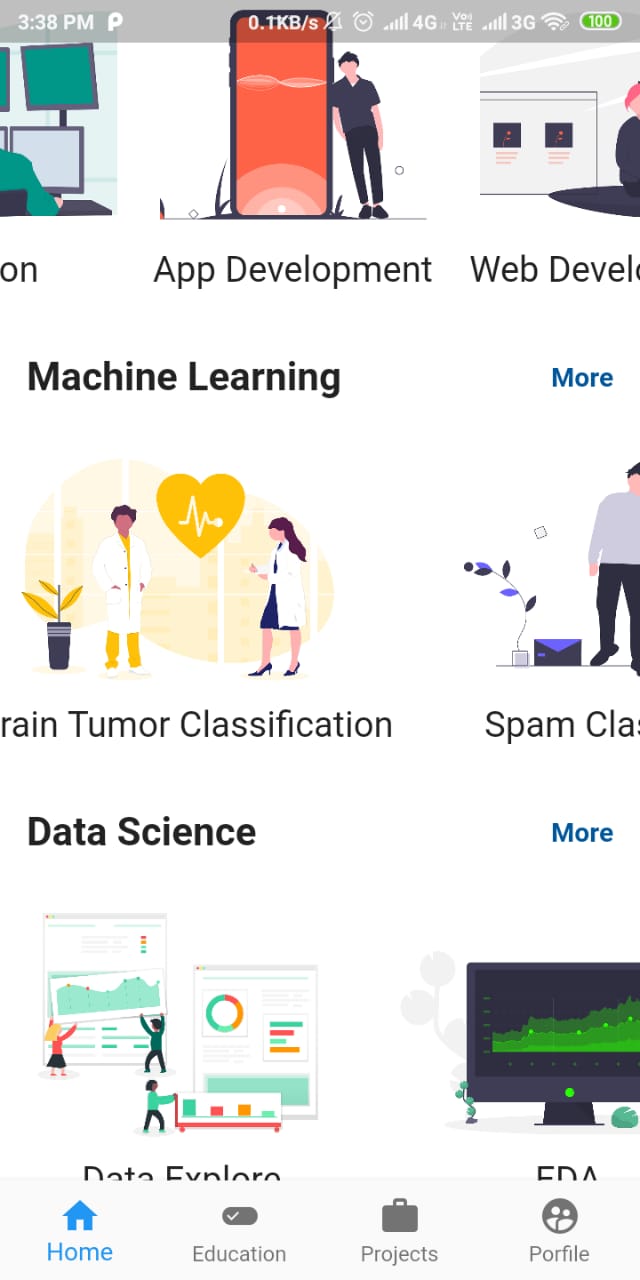 3:38 PM 0.1KB/s 4G Vo) LTE 3G 100
on App Development Web Develo
Machine Learning More
rain Tumor Classification Spam Clas
Data Science More
Data Explore EDA
Home Education Projects Porfile